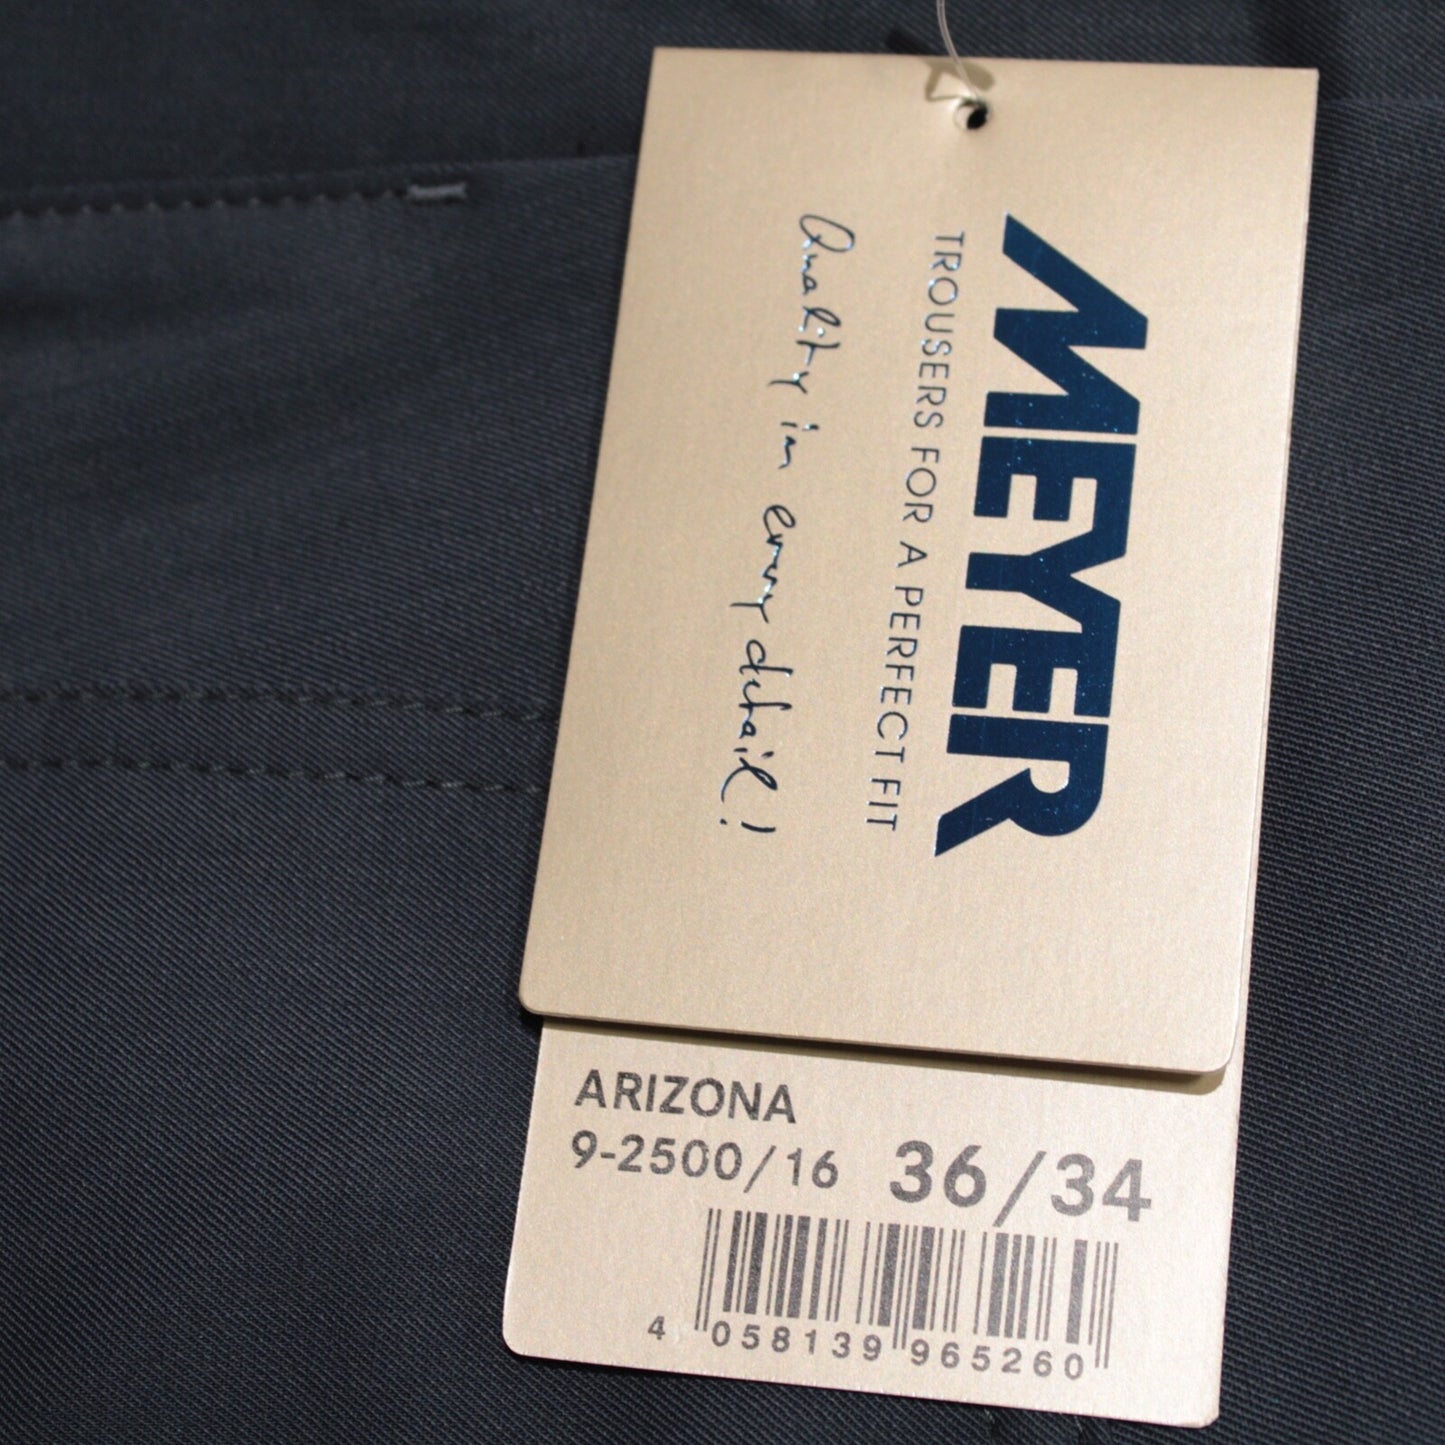 MEYER
TROUSERS FOR A PERFECT FIT
Quality in every detail!
ARIZONA
9-2500/16 36/34
4 058139 965260